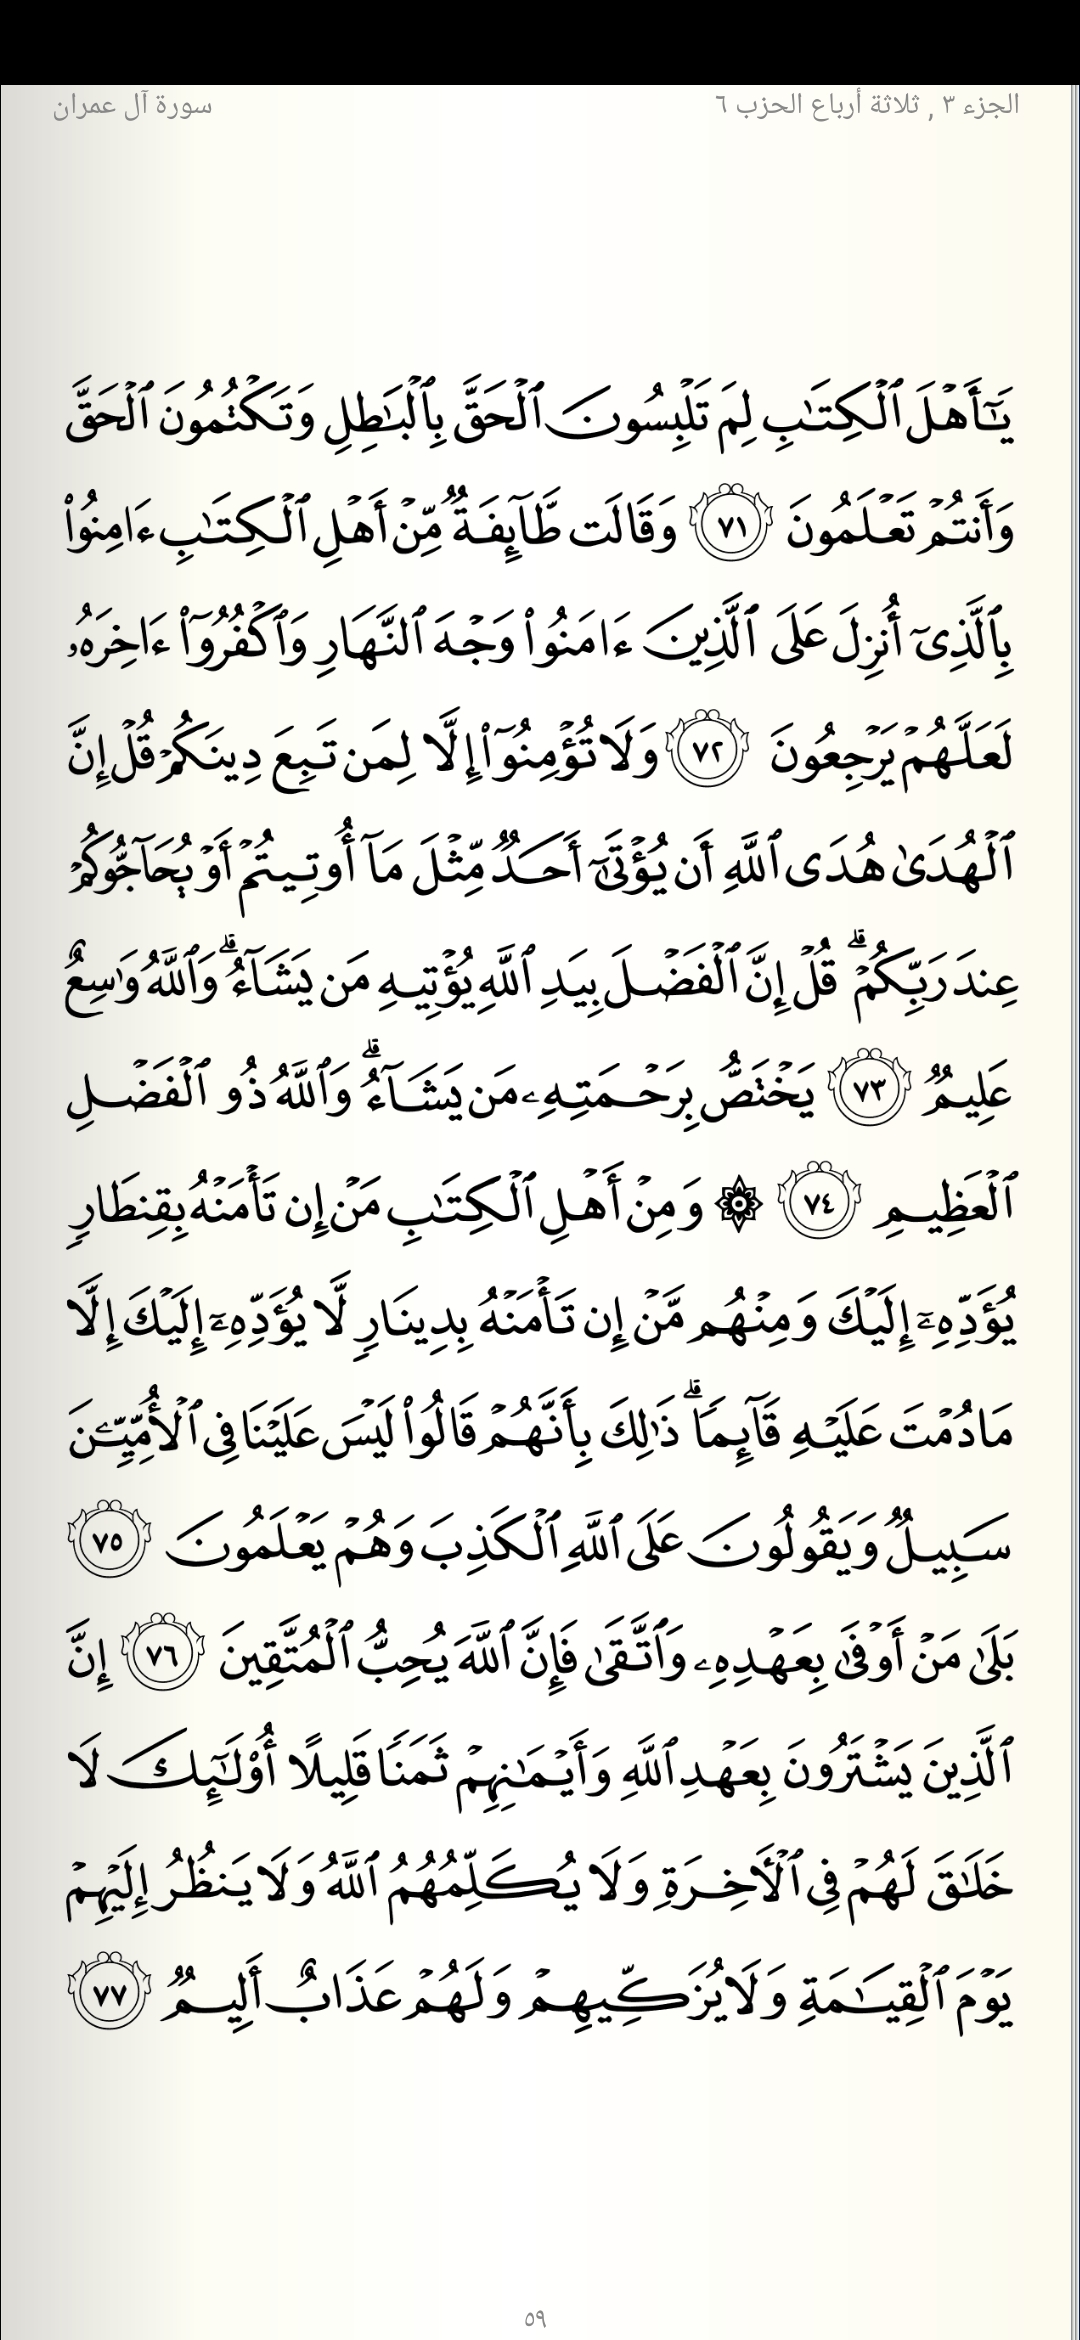 الجزء ٣ , ثلاثة أرباع الحزب ٦
سورة آل عمران
يَـٰٓأَهۡلَ ٱلۡكِتَـٰبِ لِمَ تَلۡبِسُونَ ٱلۡحَقَّ بِٱلۡبَـٰطِلِ وَتَكۡتُمُونَ ٱلۡحَقَّ
وَأَنتُمۡ تَعۡلَمُونَ ٧١ وَقَالَت طَّآئِفَةٌ مِّنۡ أَهۡلِ ٱلۡكِتَـٰبِ ءَامِنُواْ
بِٱلَّذِىٓ أُنزِلَ عَلَى ٱلَّذِينَ ءَامَنُواْ وَجۡهَ ٱلنَّهَارِ وَٱكۡفُرُوٓاْ ءَاخِرَهُۥ
لَعَلَّهُمۡ يَرۡجِعُونَ ٧٢ وَلَا تُؤۡمِنُوٓاْ إِلَّا لِمَن تَبِعَ دِينَكُمۡ قُلۡ إِنَّ
ٱلۡهُدَىٰ هُدَى ٱللَّهِ أَن يُؤۡتَىٰٓ أَحَدٌ مِّثۡلَ مَآ أُوتِيتُمۡ أَوۡ يُحَآجُّوكُمۡ
عِندَ رَبِّكُمۡۗ قُلۡ إِنَّ ٱلۡفَضۡلَ بِيَدِ ٱللَّهِ يُؤۡتِيهِ مَن يَشَآءُۗ وَٱللَّهُ وَٰسِعٌ
عَلِيمٌ ٧٣ يَخۡتَصُّ بِرَحۡمَتِهِۦ مَن يَشَآءُۗ وَٱللَّهُ ذُو ٱلۡفَضۡلِ
ٱلۡعَظِيمِ ٧٤ ۞ وَمِنۡ أَهۡلِ ٱلۡكِتَـٰبِ مَنۡ إِن تَأۡمَنۡهُ بِقِنطَارٍ
يُؤَدِّهِۦٓ إِلَيۡكَ وَمِنۡهُم مَّنۡ إِن تَأۡمَنۡهُ بِدِينَارٍ لَّا يُؤَدِّهِۦٓ إِلَيۡكَ إِلَّا
مَا دُمۡتَ عَلَيۡهِ قَآئِمًاۗ ذَٰلِكَ بِأَنَّهُمۡ قَالُواْ لَيۡسَ عَلَيۡنَا فِى ٱلۡأُمِّيِّـۧنَ
سَبِيلٌ وَيَقُولُونَ عَلَى ٱللَّهِ ٱلۡكَذِبَ وَهُمۡ يَعۡلَمُونَ ٧٥
بَلَىٰ مَنۡ أَوۡفَىٰ بِعَهۡدِهِۦ وَٱتَّقَىٰ فَإِنَّ ٱللَّهَ يُحِبُّ ٱلۡمُتَّقِينَ ٧٦ إِنَّ
ٱلَّذِينَ يَشۡتَرُونَ بِعَهۡدِ ٱللَّهِ وَأَيۡمَـٰنِهِمۡ ثَمَنًا قَلِيلًا أُوْلَـٰٓئِكَ لَا
خَلَـٰقَ لَهُمۡ فِى ٱلۡأَخِرَةِ وَلَا يُكَلِّمُهُمُ ٱللَّهُ وَلَا يَنظُرُ إِلَيۡهِمۡ
يَوۡمَ ٱلۡقِيَـٰمَةِ وَلَا يُزَكِّيهِمۡ وَلَهُمۡ عَذَابٌ أَلِيمٌ ٧٧
٥٩